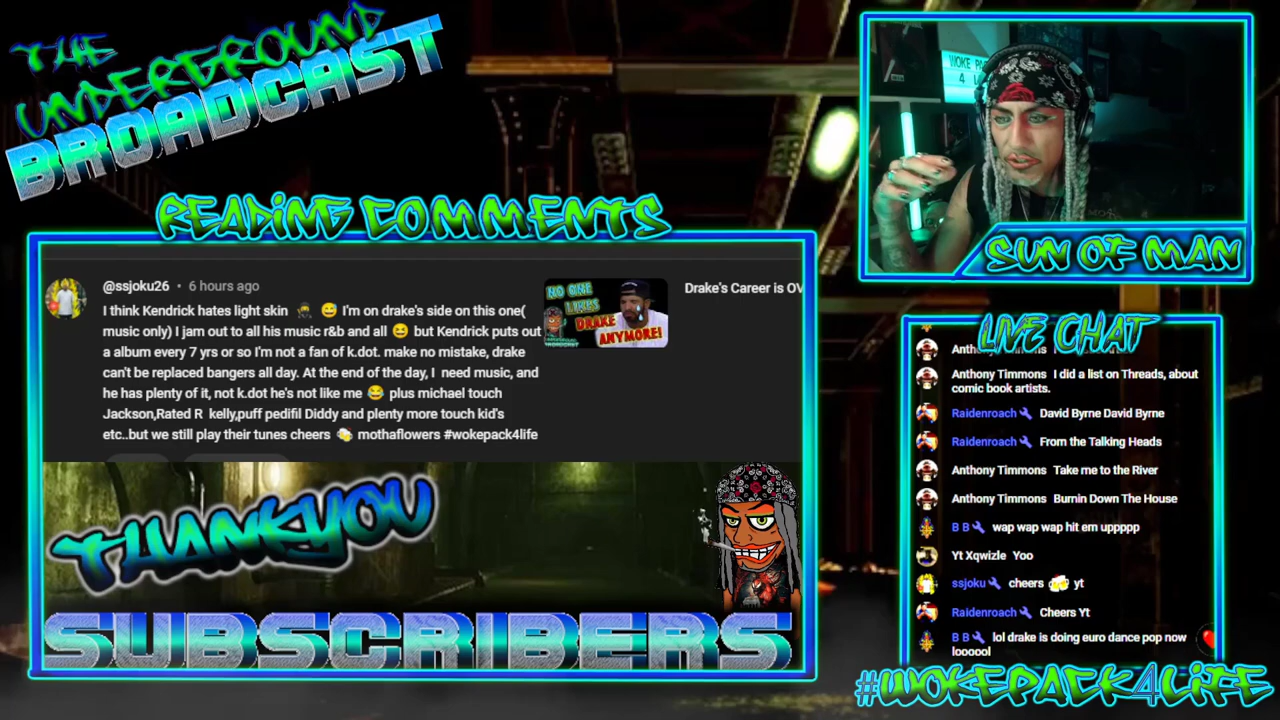 THE
UNDERGROUND
BROADCAST
READING COMMENTS
@ssjoku26 • 6 hours ago
I think Kendrick hates light skin 🥷 😅 I'm on drake's side on this one(
music only) I jam out to all his music r&b and all 😆 but Kendrick puts out
a album every 7 yrs or so I'm not a fan of k.dot. make no mistake, drake
can't be replaced bangers all day. At the end of the day, I need music, and
he has plenty of it, not k.dot he's not like me 😂 plus michael touch
Jackson,Rated R kelly,puff pedifil Diddy and plenty more touch kid's
etc..but we still play their tunes cheers 🍻 mothaflowers #wokepack4life
NO ONE
LIKES
DRAKE
ANYMORE!
Drake's Career is OV
THANKYOU
SUBSCRIBERS
WOKE PA
4 L
SUN OF MAN
LIVE CHAT
Anthony Timmons I did a list on Threads, about
comic book artists.
Raidenroach David Byrne David Byrne
Raidenroach From the Talking Heads
Anthony Timmons Take me to the River
Anthony Timmons Burnin Down The House
B B wap wap wap hit em uppppp
Yt Xqwizle Yoo
ssjoku cheers 🍻 yt
Raidenroach Cheers Yt
B B lol drake is doing euro dance pop now
looool
#WOKEPACK4LIFE